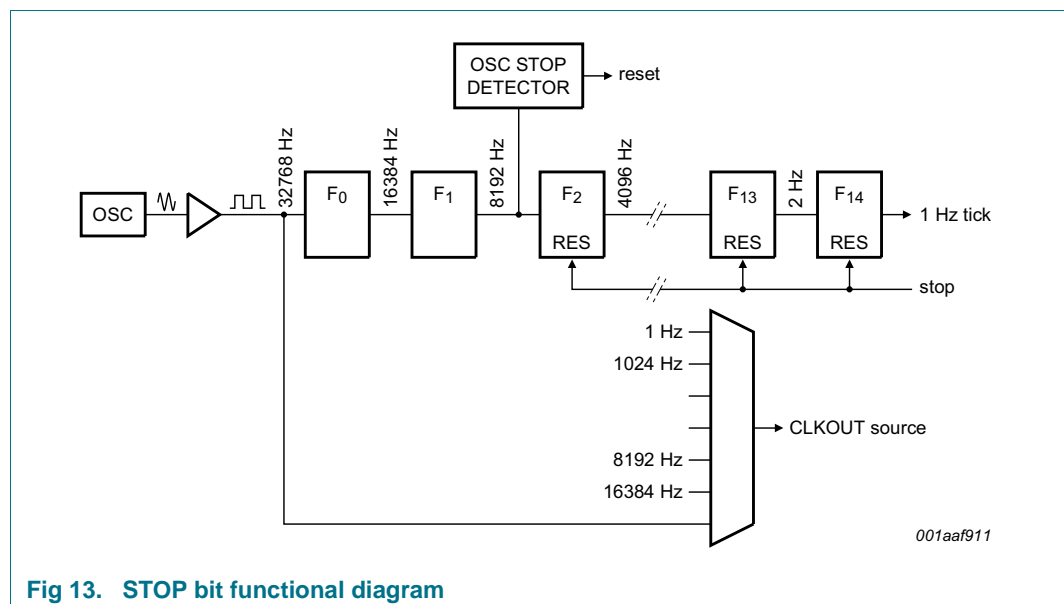 OSC STOP
DETECTOR
reset
32768 Hz
16384 Hz
8192 Hz
4096 Hz
2 Hz
OSC
F0
F1
F2
RES
F13
RES
F14
RES
1 Hz tick
stop
1 Hz
1024 Hz
CLKOUT source
8192 Hz
16384 Hz
001aaf911
Fig 13. STOP bit functional diagram